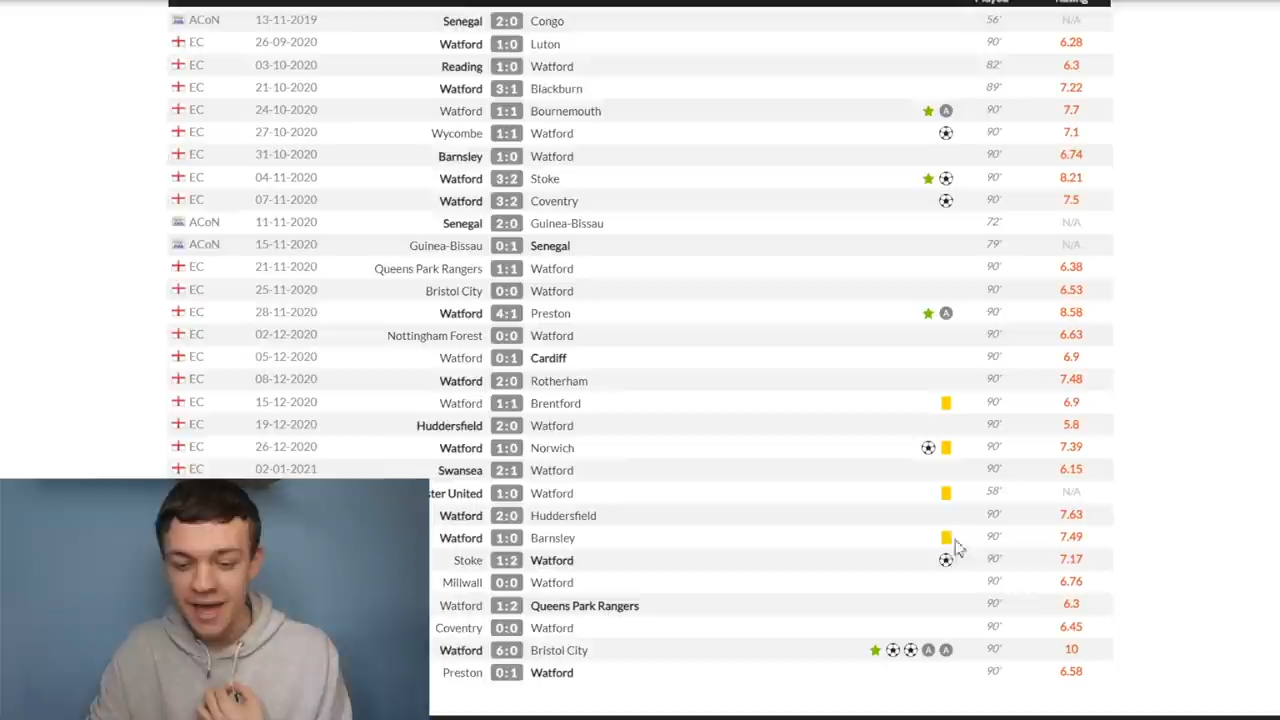 ACoN 13-11-2019 Senegal 2:0 Congo 56' N/A
EC 26-09-2020 Watford 1:0 Luton 90' 6.28
EC 03-10-2020 Reading 1:0 Watford 82' 6.3
EC 21-10-2020 Watford 3:1 Blackburn 89' 7.22
EC 24-10-2020 Watford 1:1 Bournemouth A 90' 7.7
EC 27-10-2020 Wycombe 1:1 Watford 90' 7.1
EC 31-10-2020 Barnsley 1:0 Watford 90' 6.74
EC 04-11-2020 Watford 3:2 Stoke 90' 8.21
EC 07-11-2020 Watford 3:2 Coventry 90' 7.5
ACoN 11-11-2020 Senegal 2:0 Guinea-Bissau 72' N/A
ACoN 15-11-2020 Guinea-Bissau 0:1 Senegal 79' N/A
EC 21-11-2020 Queens Park Rangers 1:1 Watford 90' 6.38
EC 25-11-2020 Bristol City 0:0 Watford 90' 6.53
EC 28-11-2020 Watford 4:1 Preston A 90' 8.58
EC 02-12-2020 Nottingham Forest 0:0 Watford 90' 6.63
EC 05-12-2020 Watford 0:1 Cardiff 90' 6.9
EC 08-12-2020 Watford 2:0 Rotherham 90' 7.48
EC 15-12-2020 Watford 1:1 Brentford 90' 6.9
EC 19-12-2020 Huddersfield 2:0 Watford 90' 5.8
EC 26-12-2020 Watford 1:0 Norwich 90' 7.39
EC 02-01-2021 Swansea 2:1 Watford 90' 6.15
ster United 1:0 Watford 58' N/A
Watford 2:0 Huddersfield 90' 7.63
Watford 1:0 Barnsley 90' 7.49
Stoke 1:2 Watford 90' 7.17
Millwall 0:0 Watford 90' 6.76
Watford 1:2 Queens Park Rangers 90' 6.3
Coventry 0:0 Watford 90' 6.45
Watford 6:0 Bristol City A A 90' 10
Preston 0:1 Watford 90' 6.58